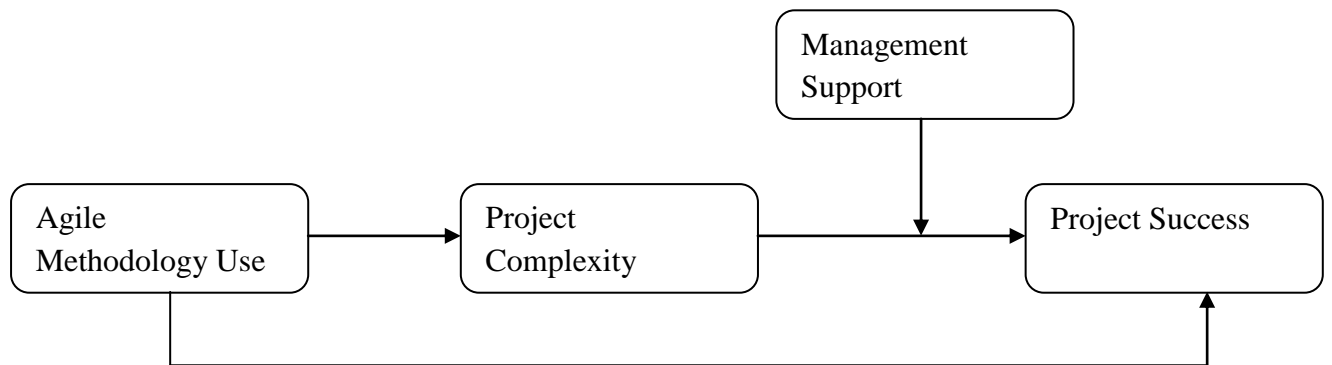 Management
Support
Agile
Methodology Use
Project
Complexity
Project Success